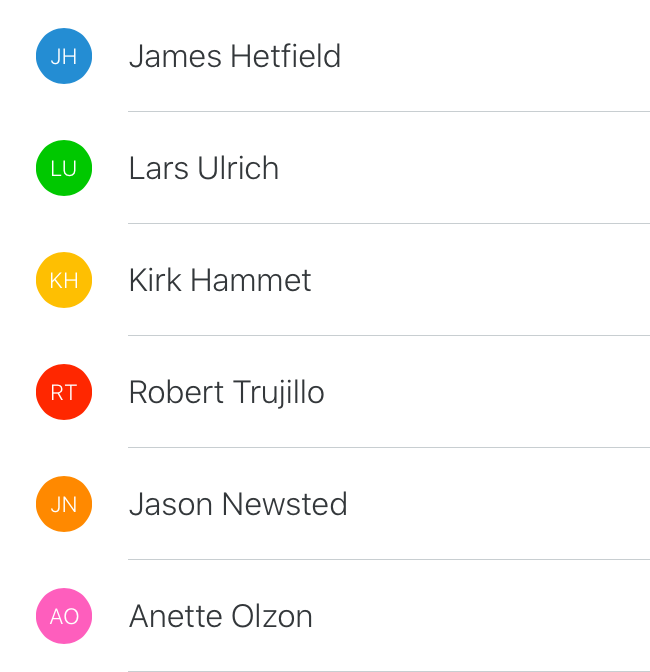 JH James Hetfield
LU Lars Ulrich
KH Kirk Hammet
RT Robert Trujillo
JN Jason Newsted
AO Anette Olzon